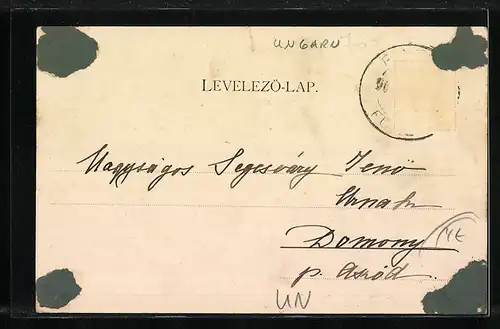 UNGARN
LEVELEZŐ-LAP.
Nagyságos Segesváry Jenő
Urnak
Domony
p. Aszód.
UN